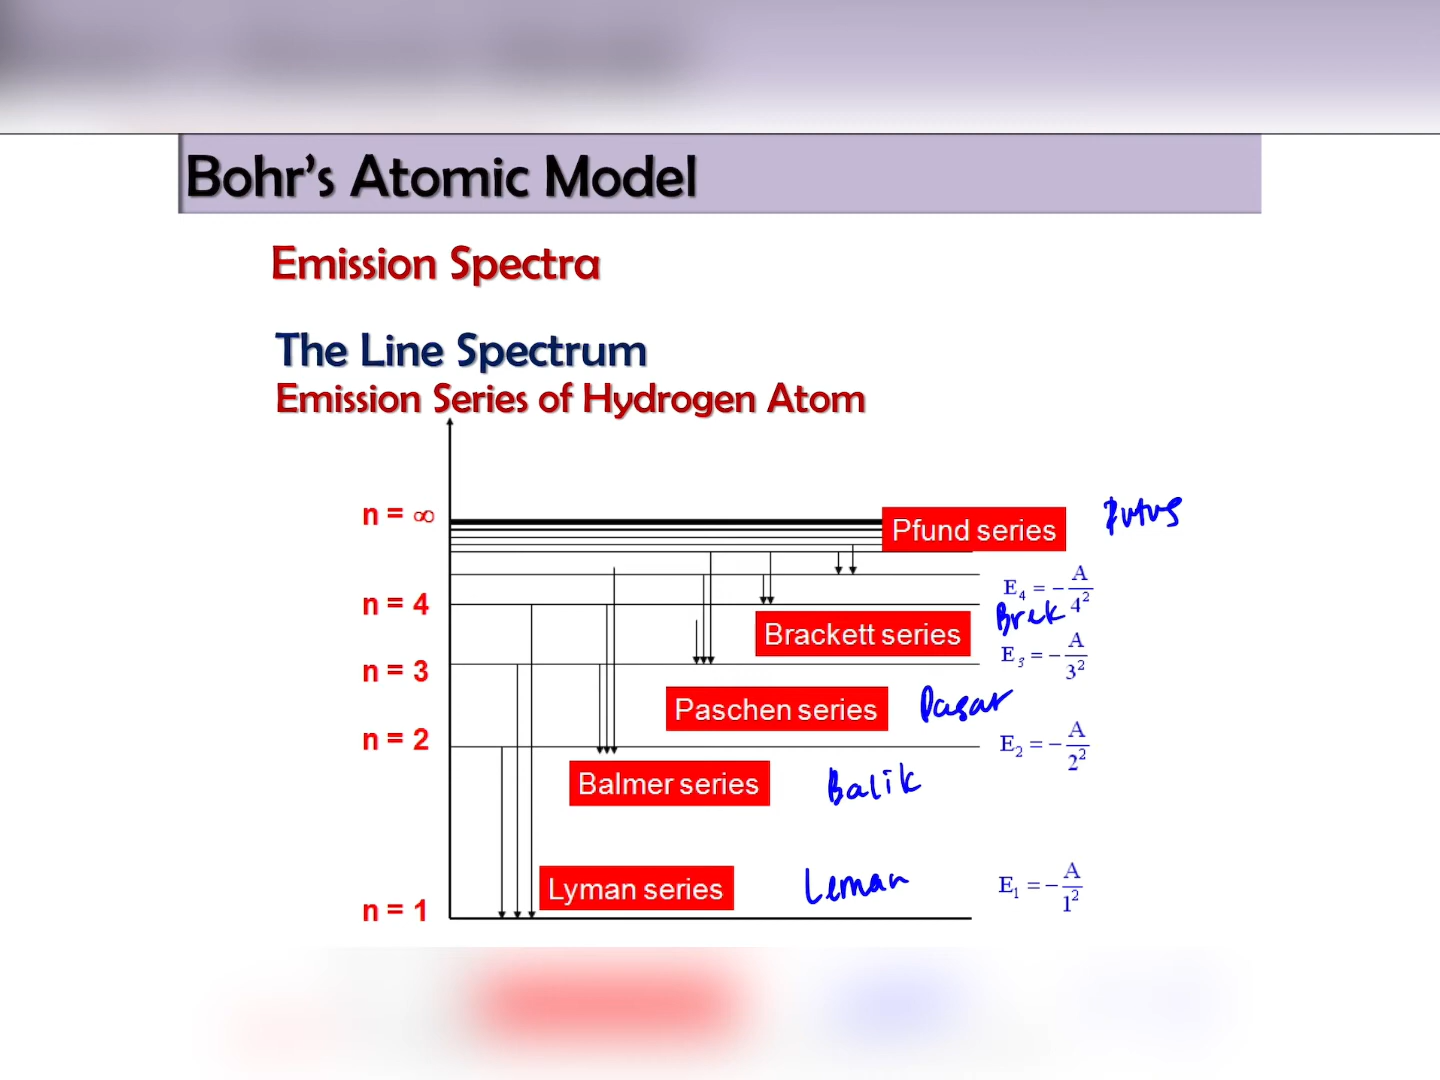 Bohr's Atomic Model
Emission Spectra
The Line Spectrum
Emission Series of Hydrogen Atom
n = ∞
Pfund series
Putus
E₄ = −A/4²
n = 4
Brek
Brackett series
E₃ = −A/3²
n = 3
Paschen series
Pasar
n = 2
E₂ = −A/2²
Balmer series
Balik
Lyman series
Leman
E₁ = −A/1²
n = 1